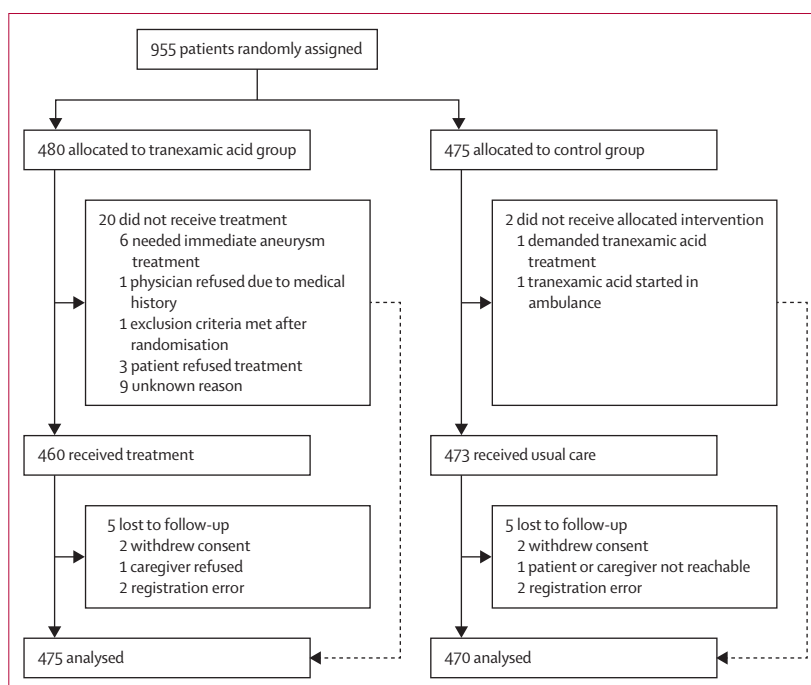 955 patients randomly assigned
480 allocated to tranexamic acid group
475 allocated to control group
20 did not receive treatment
6 needed immediate aneurysm
treatment
1 physician refused due to medical
history
1 exclusion criteria met after
randomisation
3 patient refused treatment
9 unknown reason
2 did not receive allocated intervention
1 demanded tranexamic acid
treatment
1 tranexamic acid started in
ambulance
460 received treatment
473 received usual care
5 lost to follow-up
2 withdrew consent
1 caregiver refused
2 registration error
5 lost to follow-up
2 withdrew consent
1 patient or caregiver not reachable
2 registration error
475 analysed
470 analysed